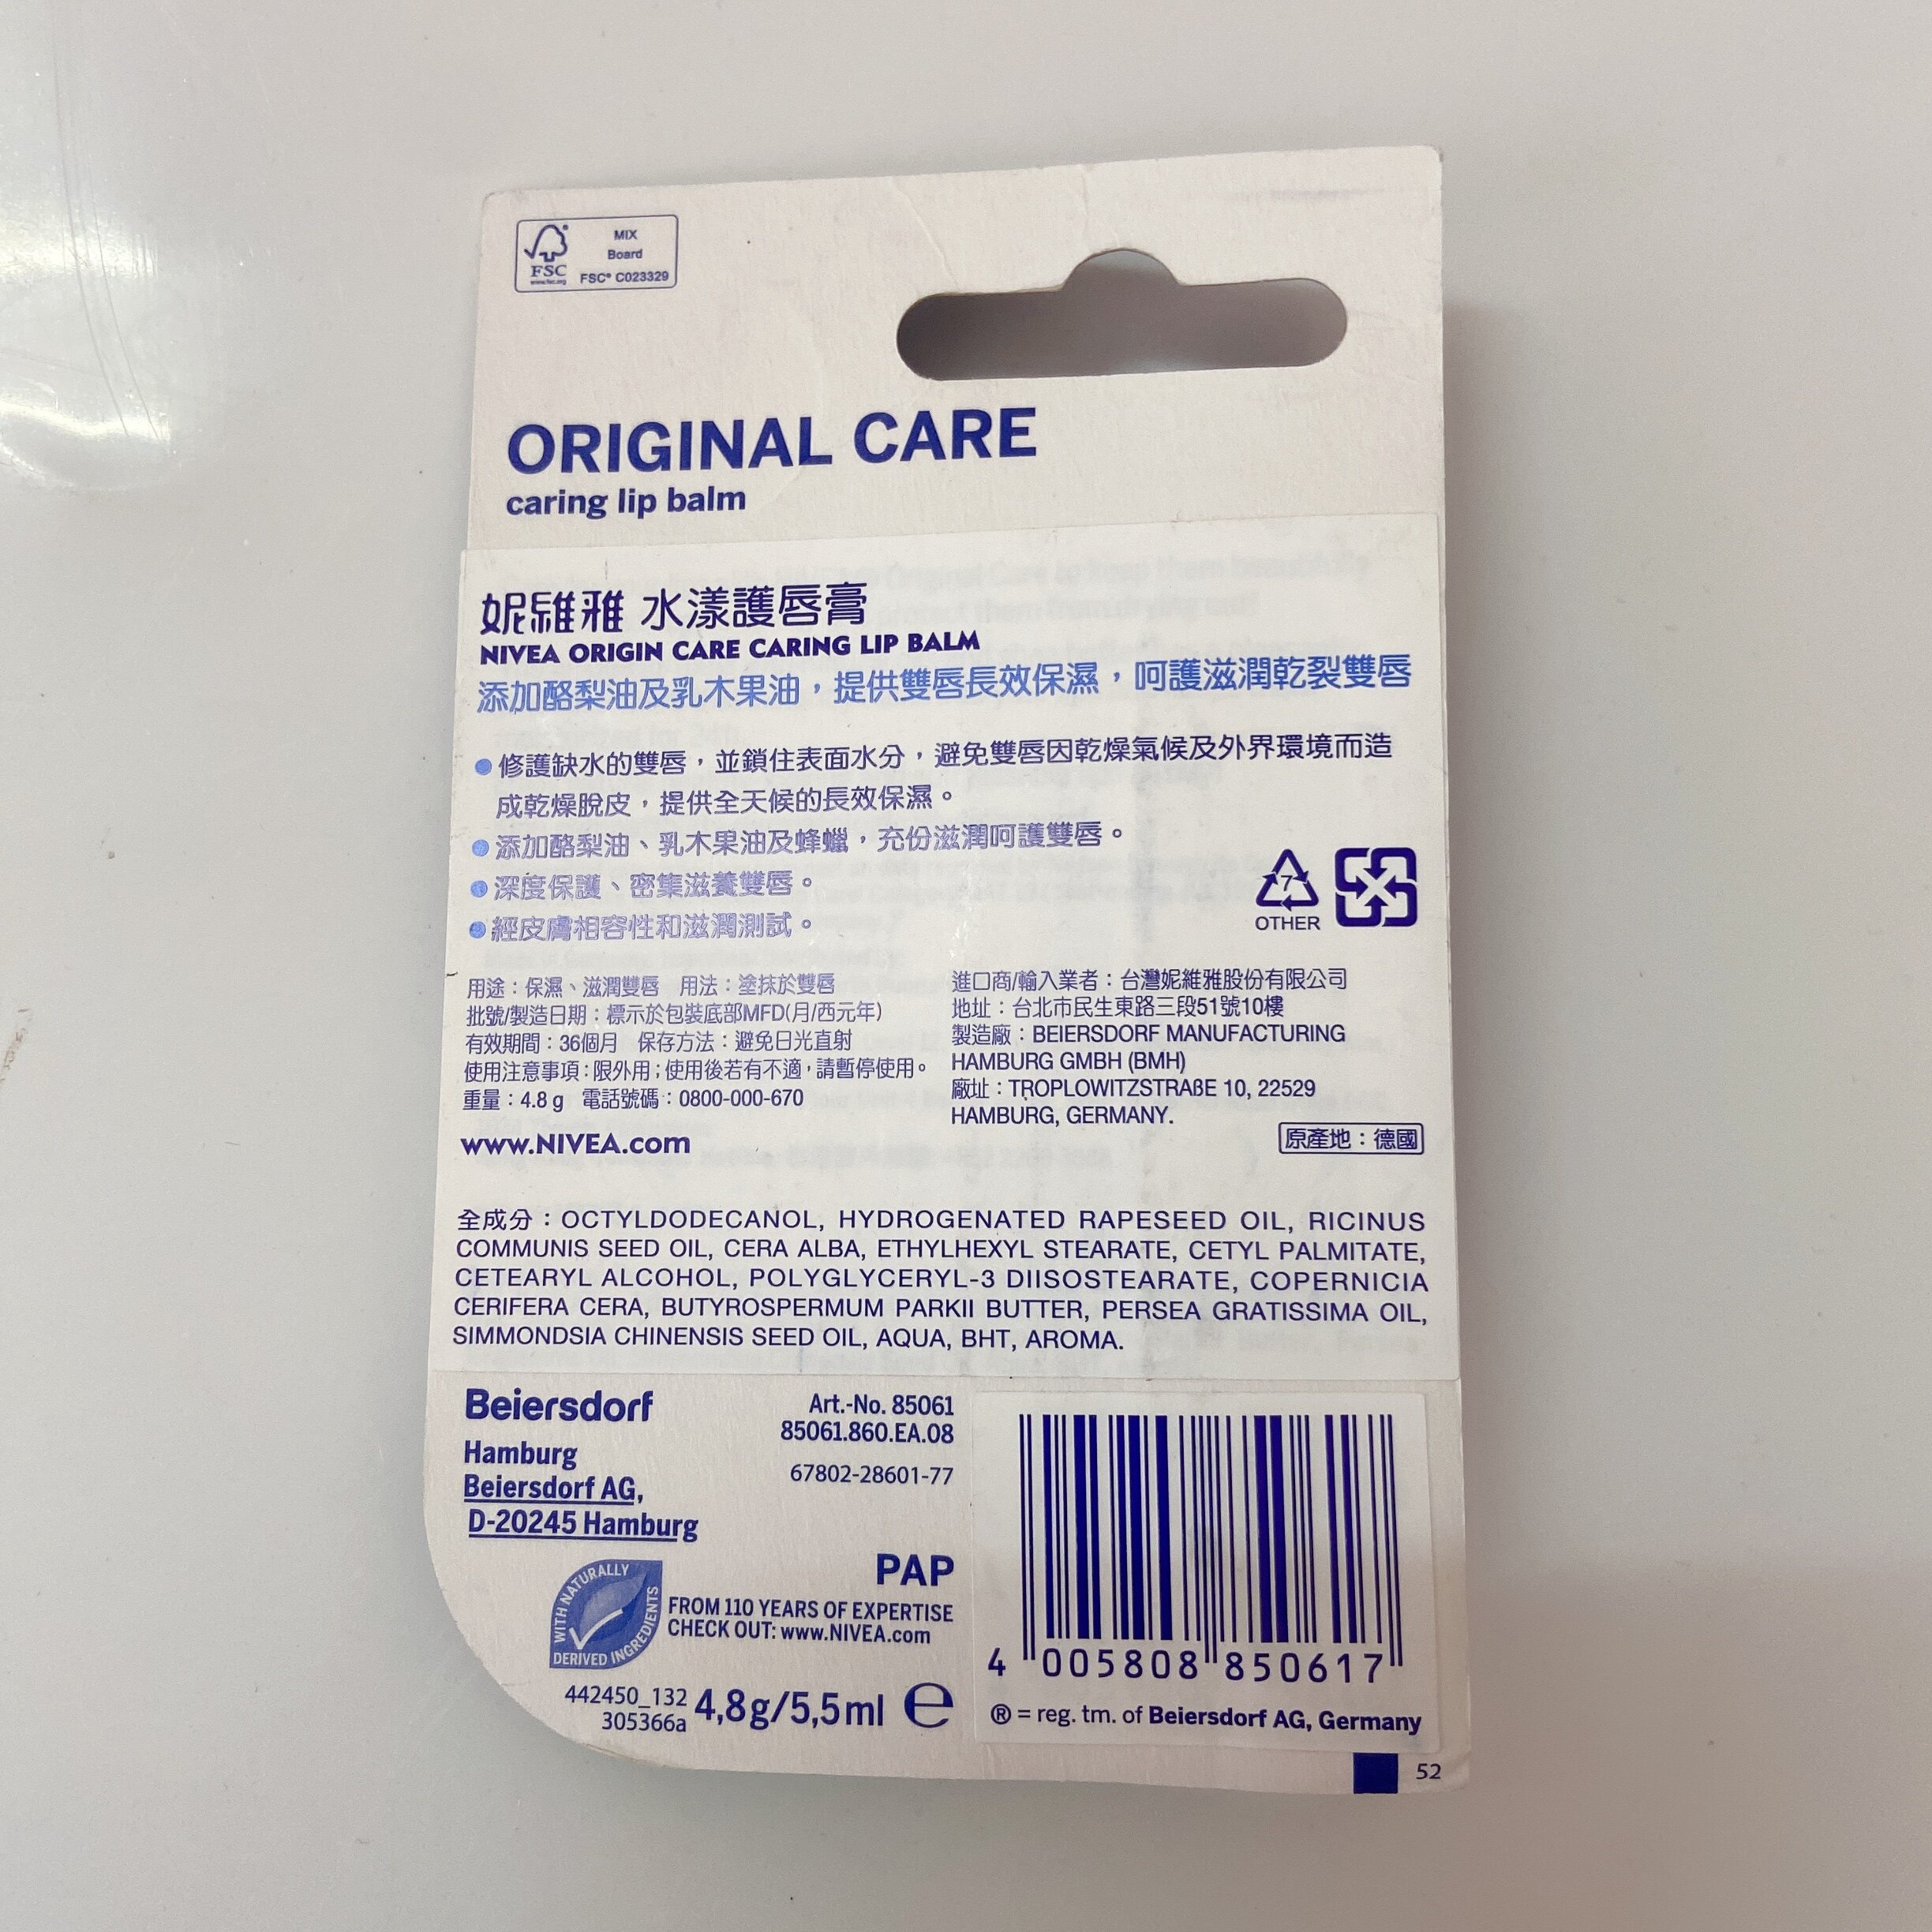 FSC
www.fsc.org
MIX
Board
FSC® C023329
ORIGINAL CARE
caring lip balm
妮維雅 水漾護唇膏
NIVEA ORIGIN CARE CARING LIP BALM
添加酪梨油及乳木果油，提供雙唇長效保濕，呵護滋潤乾裂雙唇
●修護缺水的雙唇，並鎖住表面水分，避免雙唇因乾燥氣候及外界環境而造
成乾燥脫皮，提供全天候的長效保濕。
●添加酪梨油、乳木果油及蜂蠟，充份滋潤呵護雙唇。
●深度保護、密集滋養雙唇。
●經皮膚相容性和滋潤測試。
7
OTHER
用途：保濕、滋潤雙唇 用法：塗抹於雙唇
批號/製造日期：標示於包裝底部MFD(月/西元年)
有效期間：36個月 保存方法：避免日光直射
使用注意事項：限外用；使用後若有不適，請暫停使用。
重量：4.8 g 電話號碼：0800-000-670
www.NIVEA.com
進口商/輸入業者：台灣妮維雅股份有限公司
地址：台北市民生東路三段51號10樓
製造廠：BEIERSDORF MANUFACTURING
HAMBURG GMBH (BMH)
廠址：TROPLOWITZSTRAßE 10, 22529
HAMBURG, GERMANY.
原產地：德國
全成分：OCTYLDODECANOL, HYDROGENATED RAPESEED OIL, RICINUS
COMMUNIS SEED OIL, CERA ALBA, ETHYLHEXYL STEARATE, CETYL PALMITATE,
CETEARYL ALCOHOL, POLYGLYCERYL-3 DIISOSTEARATE, COPERNICIA
CERIFERA CERA, BUTYROSPERMUM PARKII BUTTER, PERSEA GRATISSIMA OIL,
SIMMONDSIA CHINENSIS SEED OIL, AQUA, BHT, AROMA.
Beiersdorf
Hamburg
Beiersdorf AG,
D-20245 Hamburg
Art.-No. 85061
85061.860.EA.08
67802-28601-77
PAP
WITH NATURALLY
DERIVED INGREDIENTS
FROM 110 YEARS OF EXPERTISE
CHECK OUT: www.NIVEA.com
442450_132
305366a
4,8g/5,5ml ℮
4 005808 850617
® = reg. tm. of Beiersdorf AG, Germany
52